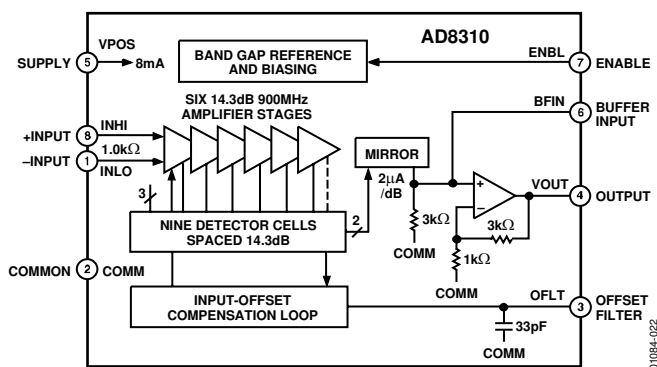 AD8310
VPOS
SUPPLY 5 8mA
BAND GAP REFERENCE
AND BIASING
ENBL
7 ENABLE
SIX 14.3dB 900MHz
AMPLIFIER STAGES
BFIN
6 BUFFER
INPUT
+INPUT 8 INHI
1.0kΩ
–INPUT 1
INLO
MIRROR
2μA
/dB
+
–
VOUT
4 OUTPUT
3
2
3kΩ
3kΩ
COMM
1kΩ
COMM
NINE DETECTOR CELLS
SPACED 14.3dB
COMMON 2 COMM
INPUT-OFFSET
COMPENSATION LOOP
OFLT
3 OFFSET
FILTER
33pF
COMM
01084-022